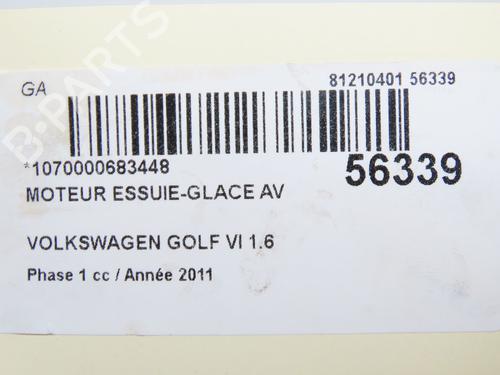 GA
81210401 56339
*1070000683448
56339
MOTEUR ESSUIE-GLACE AV
VOLKSWAGEN GOLF VI 1.6
Phase 1 cc / Année 2011
B-PARTS